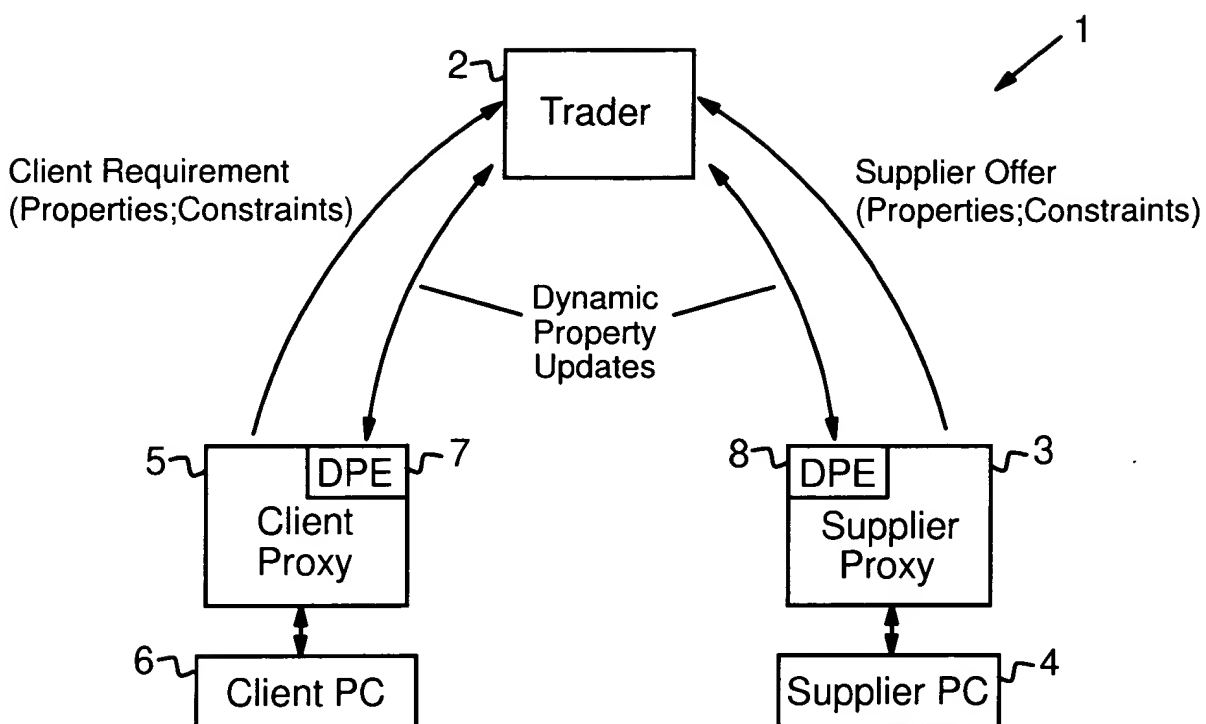 1
2
Trader
Client Requirement
(Properties;Constraints)
Supplier Offer
(Properties;Constraints)
Dynamic
Property
Updates
5
DPE
7
Client
Proxy
8
DPE
3
Supplier
Proxy
6
Client PC
Supplier PC
4